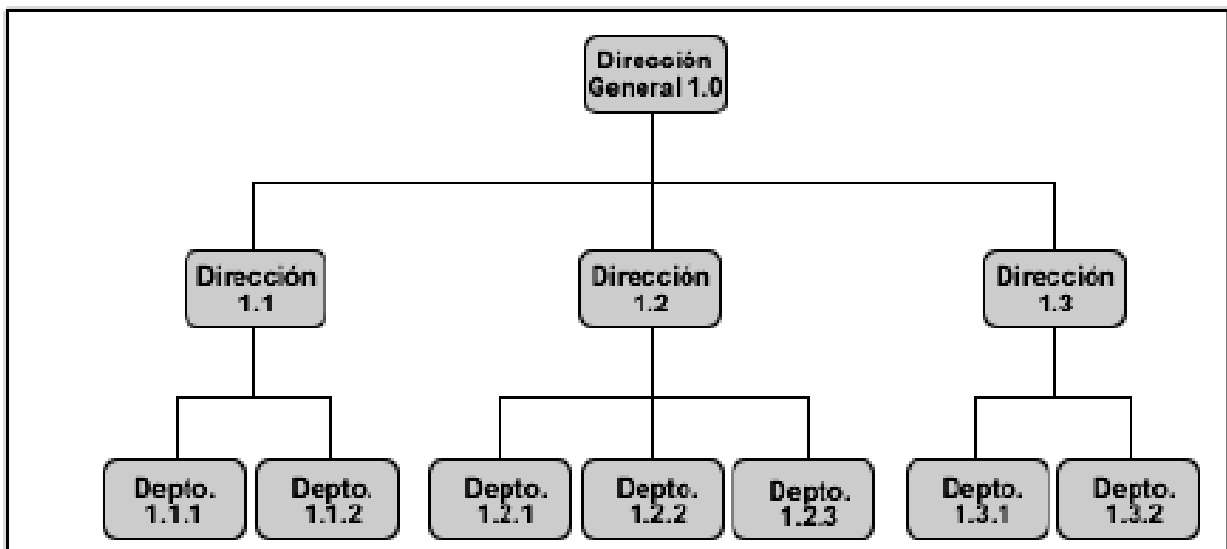 Dirección
General 1.0
Dirección
1.1
Dirección
1.2
Dirección
1.3
Depto.
1.1.1
Depto.
1.1.2
Depto.
1.2.1
Depto.
1.2.2
Depto.
1.2.3
Depto.
1.3.1
Depto.
1.3.2